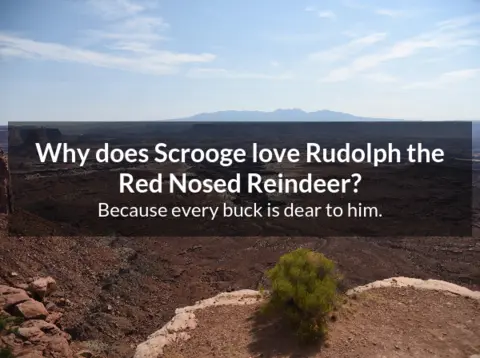 Why does Scrooge love Rudolph the
Red Nosed Reindeer?
Because every buck is dear to him.